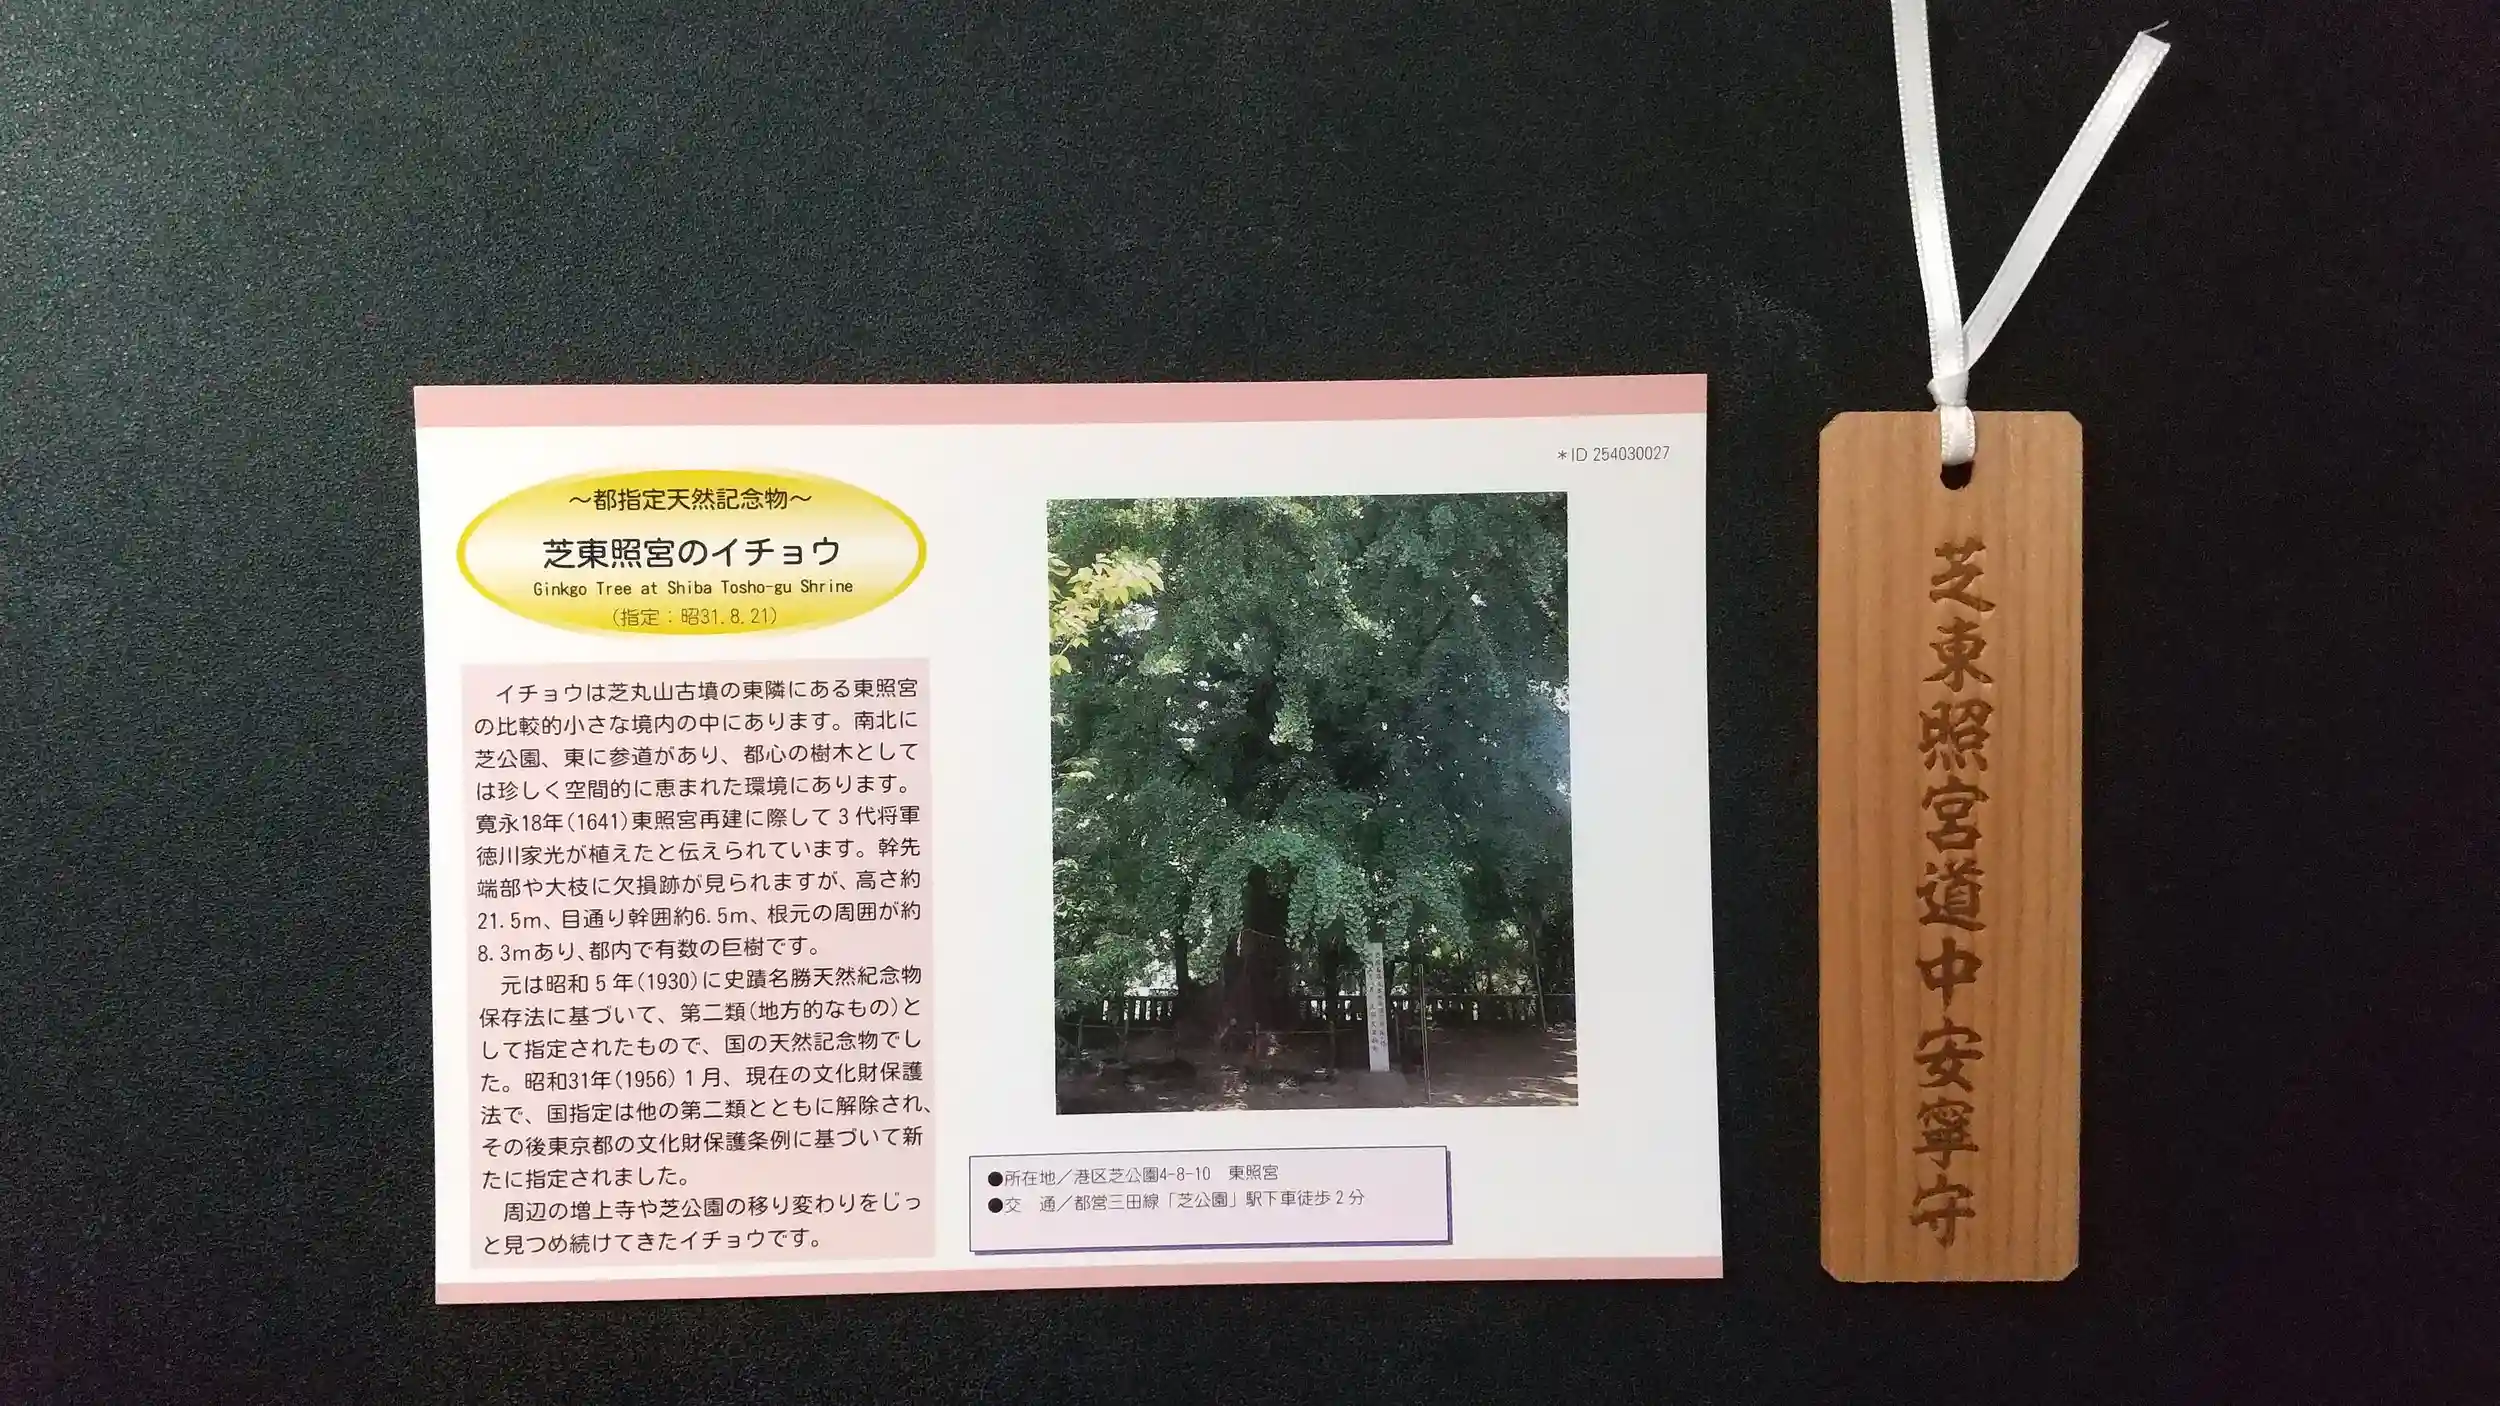 ～都指定天然記念物～
芝東照宮のイチョウ
Ginkgo Tree at Shiba Tosho-gu Shrine
(指定：昭31.8.21)
イチョウは芝丸山古墳の東隣にある東照宮
の比較的小さな境内の中にあります。南北に
芝公園、東に参道があり、都心の樹木として
は珍しく空間的に恵まれた環境にあります。
寛永18年(1641)東照宮再建に際して３代将軍
徳川家光が植えたと伝えられています。幹先
端部や大枝に欠損跡が見られますが、高さ約
21.5m、目通り幹囲約6.5m、根元の周囲が約
8.3mあり、都内で有数の巨樹です。
元は昭和５年(1930)に史蹟名勝天然紀念物
保存法に基づいて、第二類(地方的なもの)と
して指定されたもので、国の天然記念物でし
た。昭和31年(1956)１月、現在の文化財保護
法で、国指定は他の第二類とともに解除され、
その後東京都の文化財保護条例に基づいて新
たに指定されました。
周辺の増上寺や芝公園の移り変わりをじっ
と見つめ続けてきたイチョウです。
＊ID 254030027
●所在地／港区芝公園4-8-10　東照宮
●交　通／都営三田線「芝公園」駅下車徒歩２分
芝東照宮道中安寧守